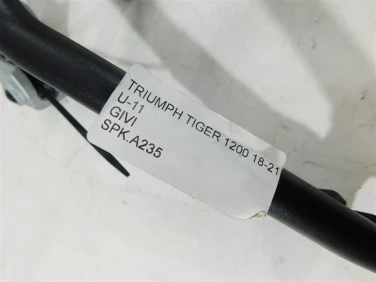 TRIUMPH TIGER 1200 18-21
U-11
GIVI
SPK.A235